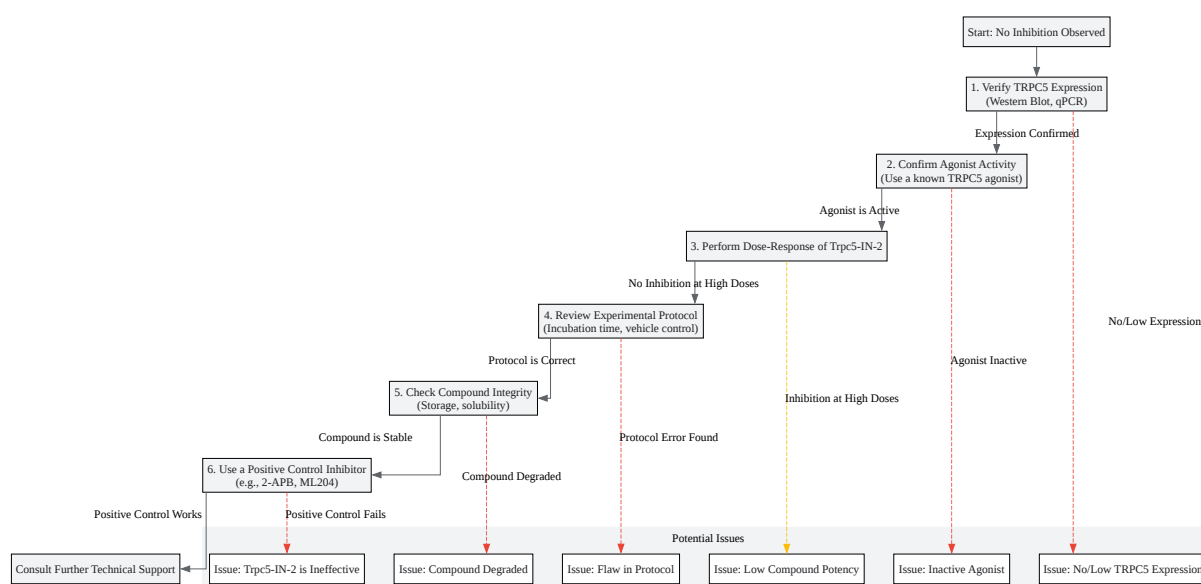 Start: No Inhibition Observed
1. Verify TRPC5 Expression
(Western Blot, qPCR)
Expression Confirmed
2. Confirm Agonist Activity
(Use a known TRPC5 agonist)
Agonist is Active
3. Perform Dose-Response of Trpc5-IN-2
No Inhibition at High Doses
4. Review Experimental Protocol
(Incubation time, vehicle control)
No/Low Expression
Protocol is Correct
Agonist Inactive
5. Check Compound Integrity
(Storage, solubility)
Inhibition at High Doses
Compound is Stable
Protocol Error Found
6. Use a Positive Control Inhibitor
(e.g., 2-APB, ML204)
Compound Degraded
Positive Control Works
Positive Control Fails
Potential Issues
Consult Further Technical Support
Issue: Trpc5-IN-2 is Ineffective
Issue: Compound Degraded
Issue: Flaw in Protocol
Issue: Low Compound Potency
Issue: Inactive Agonist
Issue: No/Low TRPC5 Expression